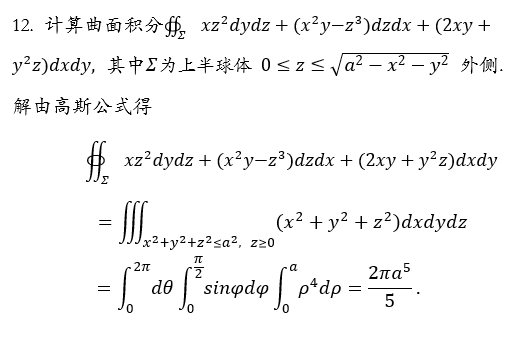 12. 计算曲面积分∯_Σ xz²dydz + (x²y−z³)dzdx + (2xy +
y²z)dxdy, 其中Σ为上半球体 0 ≤ z ≤ √(a² − x² − y²) 外侧.
解由高斯公式得
∯_Σ xz²dydz + (x²y−z³)dzdx + (2xy + y²z)dxdy
= ∭_{x²+y²+z²≤a², z≥0} (x² + y² + z²)dxdydz
= ∫_0^{2π} dθ ∫_0^{π/2} sinφdφ ∫_0^a ρ⁴dρ = 2πa⁵/5 .